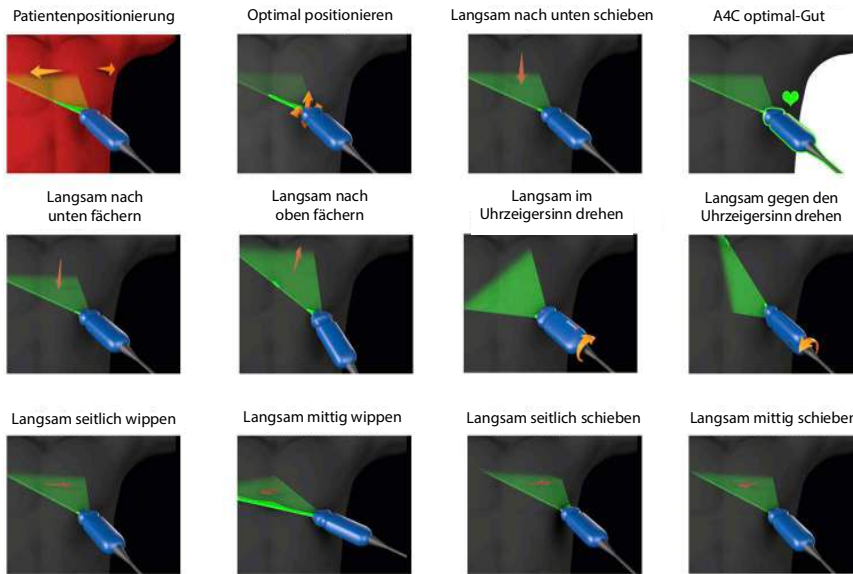 Patientenpositionierung
Optimal positionieren
Langsam nach unten schieben
A4C optimal-Gut
Langsam nach
unten fächern
Langsam nach
oben fächern
Langsam im
Uhrzeigersinn drehen
Langsam gegen den
Uhrzeigersinn drehen
Langsam seitlich wippen
Langsam mittig wippen
Langsam seitlich schieben
Langsam mittig schieben